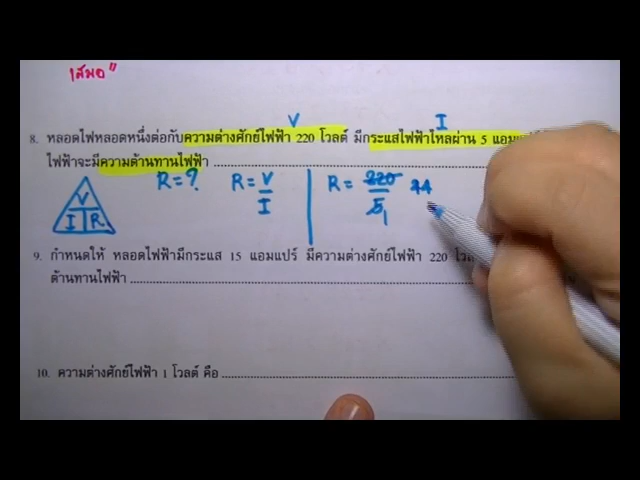 เสมอ"
V I
8. หลอดไฟหลอดหนึ่งต่อกับความต่างศักย์ไฟฟ้า 220 โวลต์ มีกระแสไฟฟ้าไหลผ่าน 5 แอมแปร์
ไฟฟ้าจะมีความต้านทานไฟฟ้า
V I R R=? R= V/I R= 220/5 44
1
9. กำหนดให้ หลอดไฟฟ้ามีกระแส 15 แอมแปร์ มีความต่างศักย์ไฟฟ้า 220
ต้านทานไฟฟ้า
10. ความต่างศักย์ไฟฟ้า 1 โวลต์ คือ